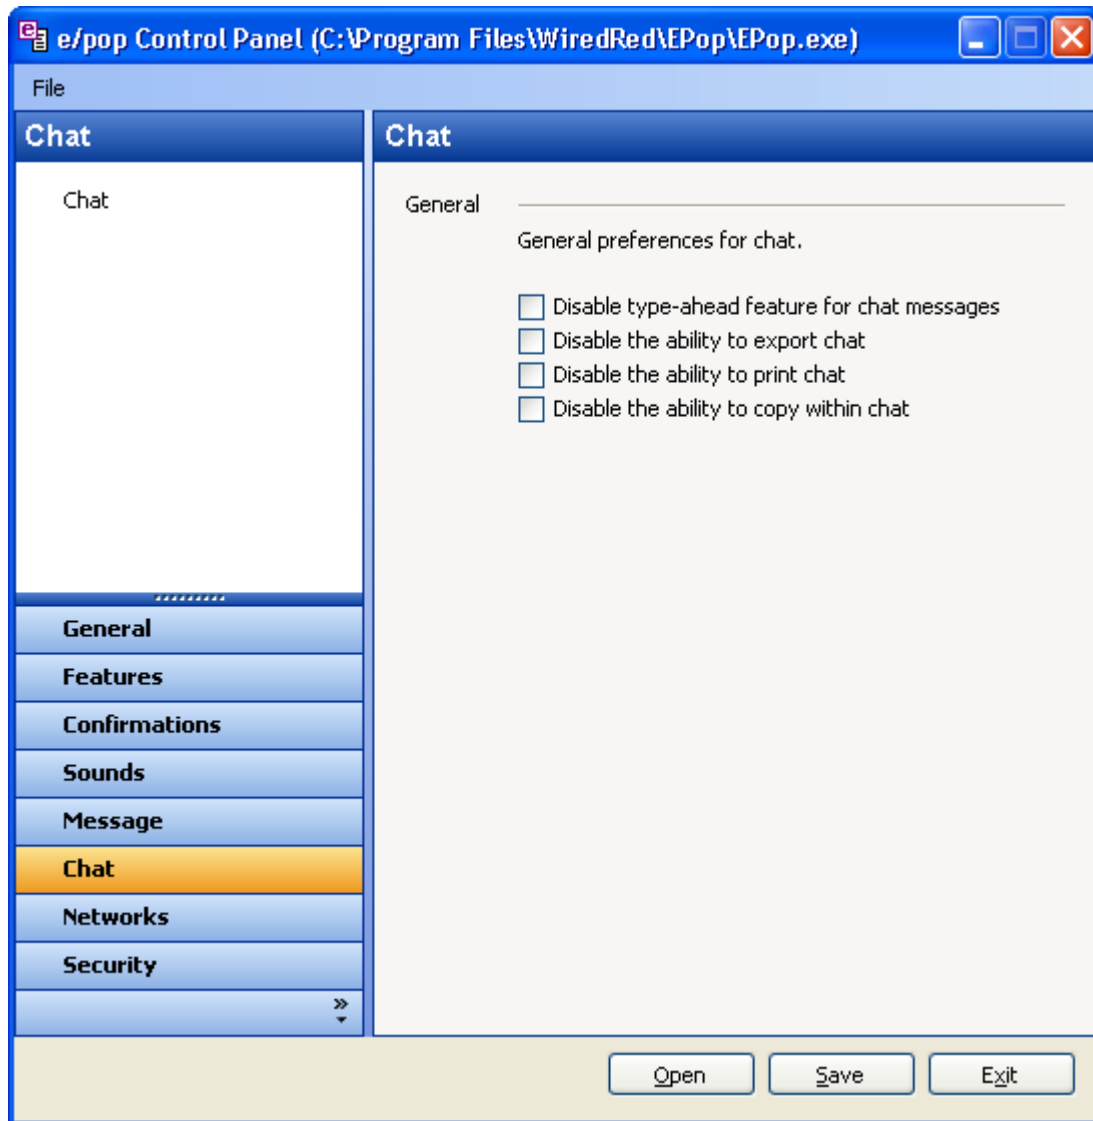 e/pop Control Panel (C:\Program Files\WiredRed\EPop\EPop.exe)
File
Chat
Chat
General
Features
Confirmations
Sounds
Message
Chat
Networks
Security
Chat
General
General preferences for chat.
Disable type-ahead feature for chat messages
Disable the ability to export chat
Disable the ability to print chat
Disable the ability to copy within chat
Open
Save
Exit